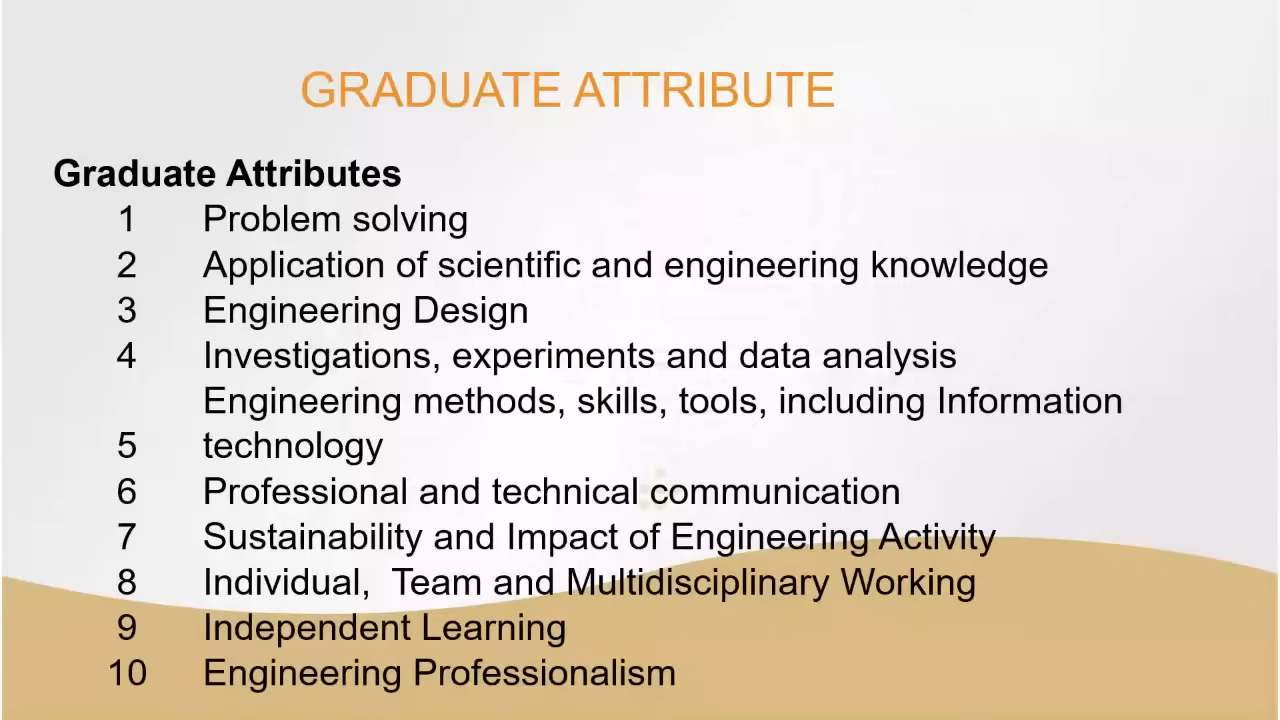 GRADUATE ATTRIBUTE
Graduate Attributes
1 Problem solving
2 Application of scientific and engineering knowledge
3 Engineering Design
4 Investigations, experiments and data analysis
Engineering methods, skills, tools, including Information
5 technology
6 Professional and technical communication
7 Sustainability and Impact of Engineering Activity
8 Individual,  Team and Multidisciplinary Working
9 Independent Learning
10 Engineering Professionalism